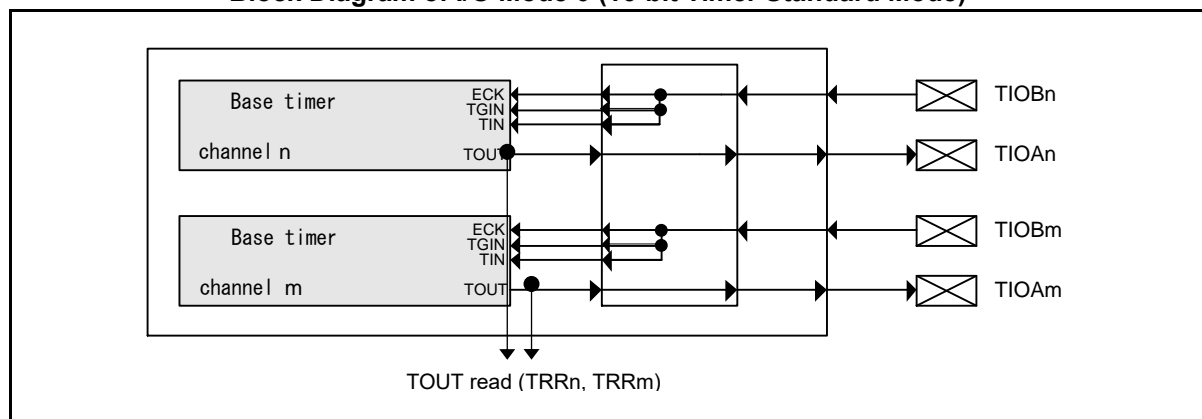 Block Diagram of I/O Mode 0 (16-bit Timer Standard Mode)
Base timer
channel n
ECK
TGIN
TIN
TOUT
TIOBn
TIOAn
Base timer
channel m
ECK
TGIN
TIN
TOUT
TIOBm
TIOAm
TOUT read (TRRn, TRRm)